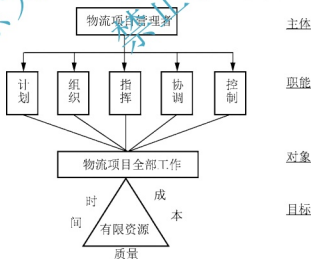 物流项目管理者 主体
计划 组织 指挥 协调 控制 职能
物流项目全部工作 对象
时间 成本 目标
有限资源
质量